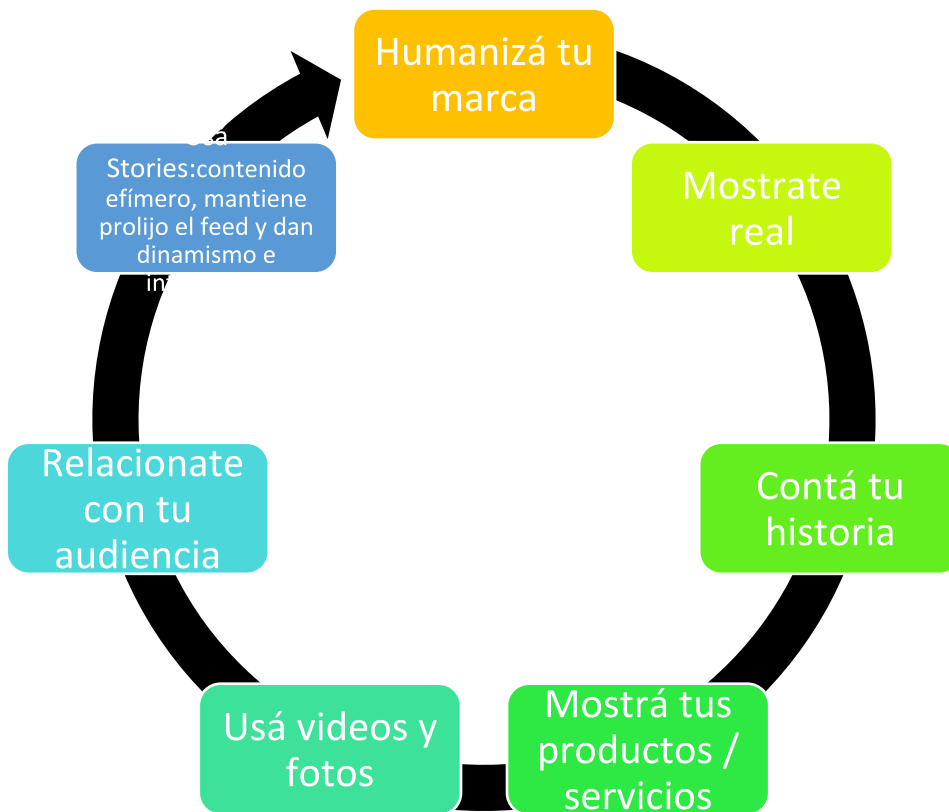 Humanizá tu
marca
Mostrate
real
Contá tu
historia
Mostrá tus
productos /
servicios
Usá videos y
fotos
Relacionate
con tu
audiencia
Stories:contenido
efímero, mantiene
prolijo el feed y dan
dinamismo e